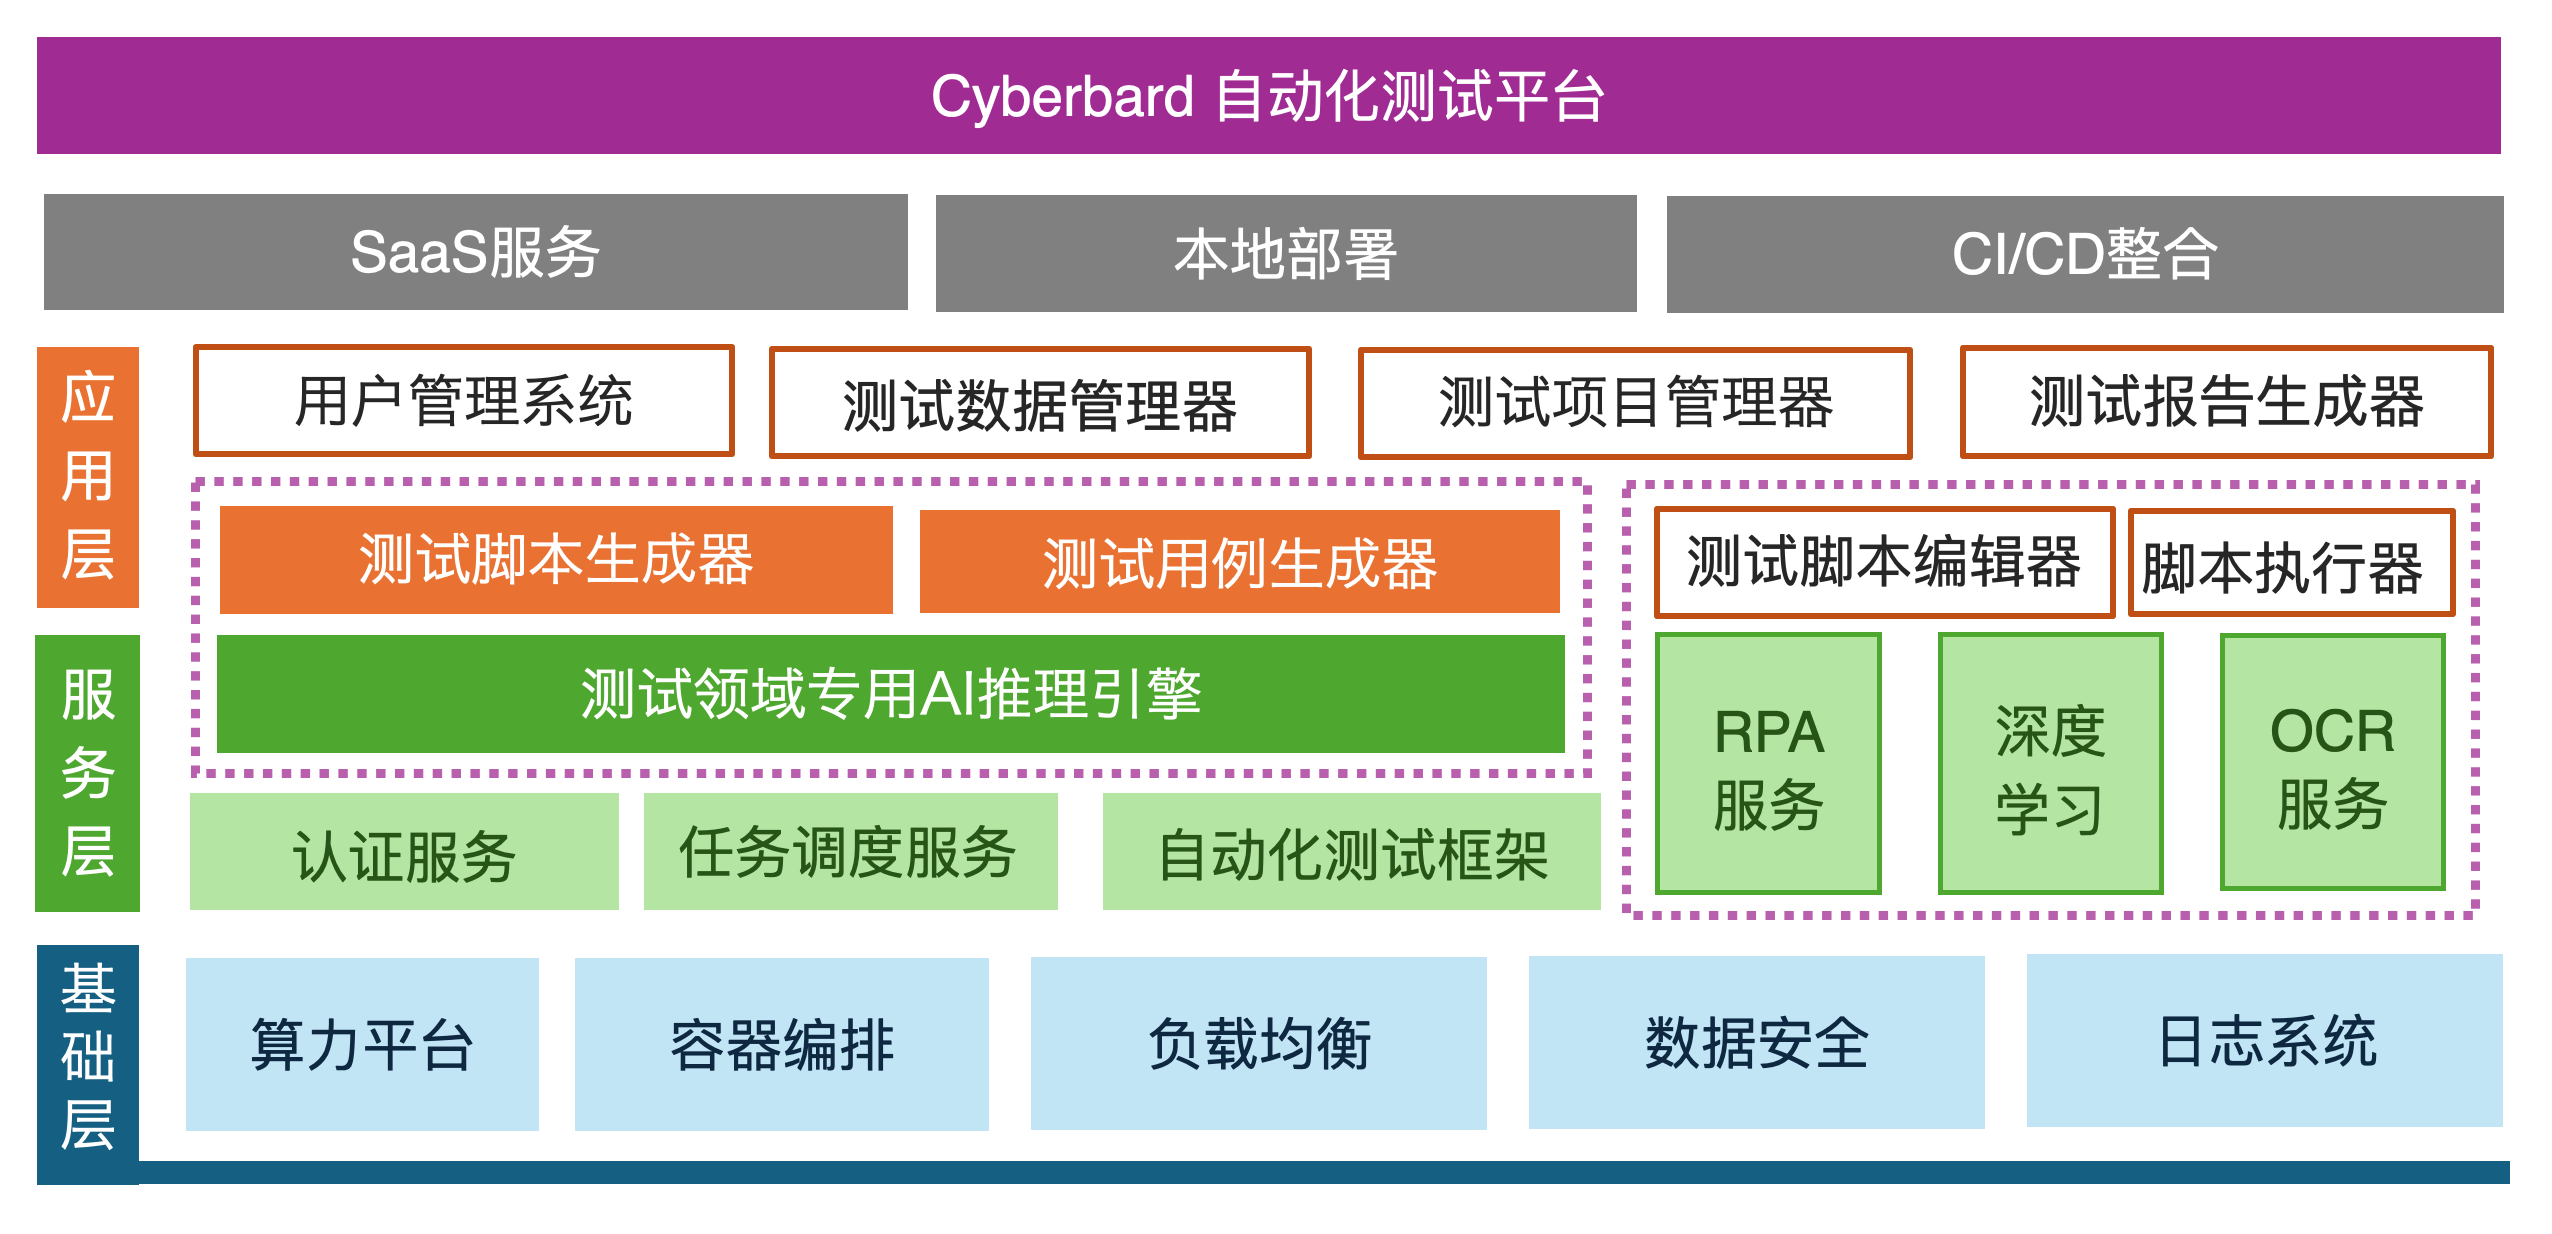 Cyberbard 自动化测试平台
SaaS服务
本地部署
CI/CD整合
应用层
用户管理系统
测试数据管理器
测试项目管理器
测试报告生成器
测试脚本生成器
测试用例生成器
测试脚本编辑器
脚本执行器
服务层
测试领域专用AI推理引擎
RPA
服务
深度
学习
OCR
服务
认证服务
任务调度服务
自动化测试框架
基础层
算力平台
容器编排
负载均衡
数据安全
日志系统